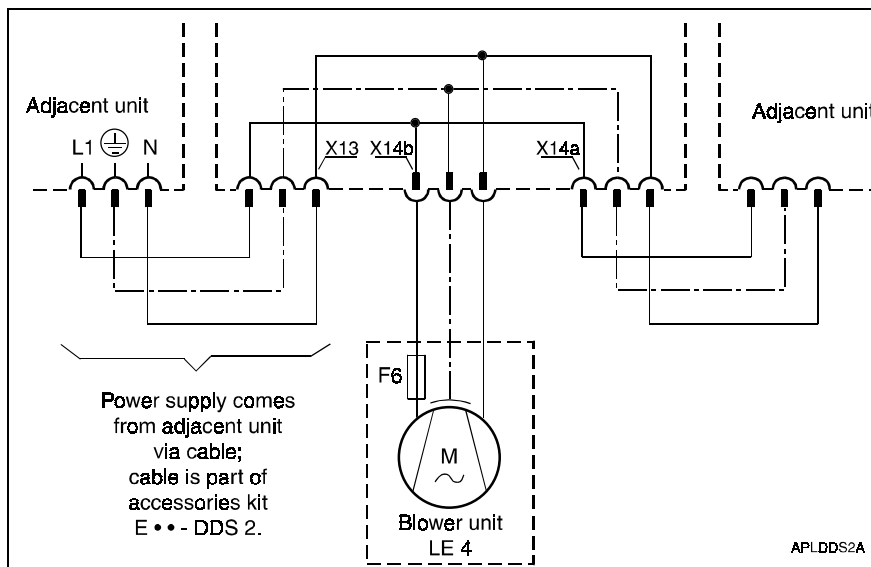 Adjacent unit
Adjacent unit
L1 N
X13 X14b X14a
F6
M
Power supply comes
from adjacent unit
via cable;
cable is part of
accessories kit
E •• - DDS 2.
Blower unit
LE 4
APLDDS2A